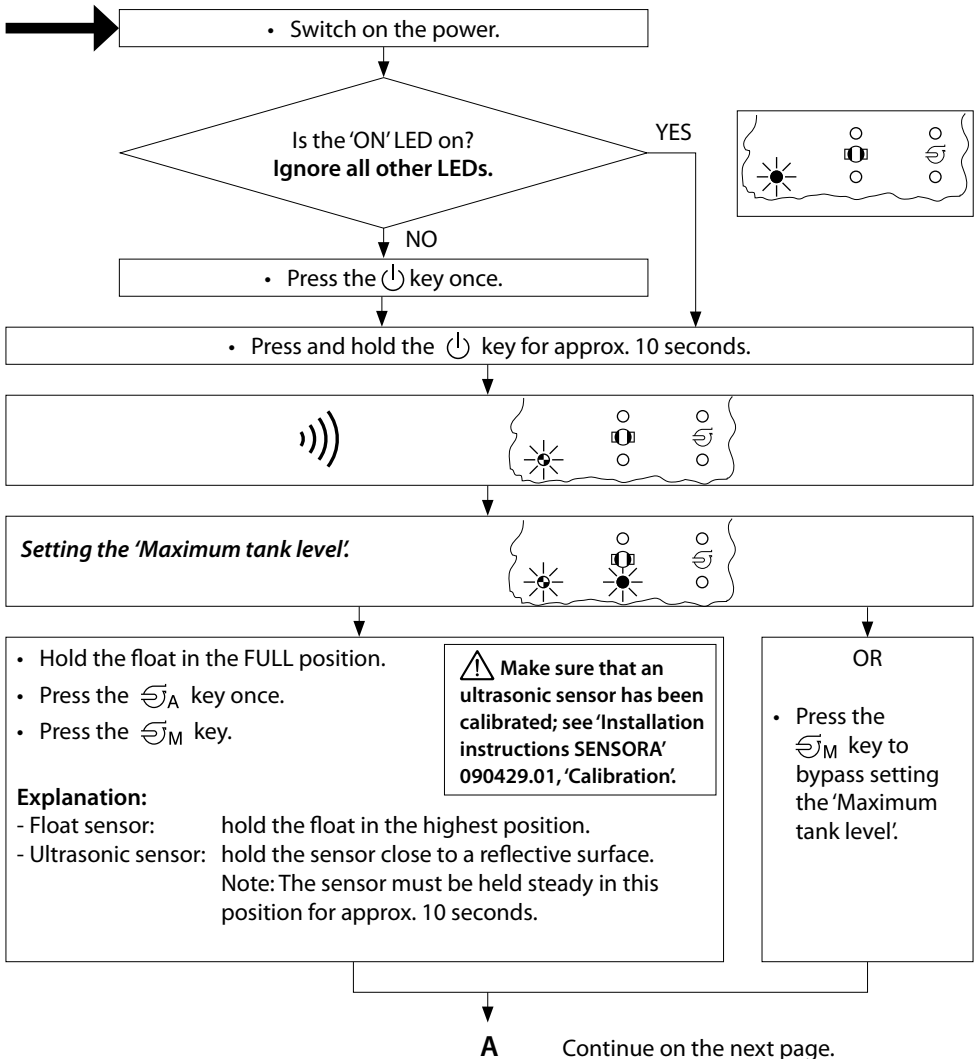 • Switch on the power.
Is the ‘ON’ LED on?
Ignore all other LEDs.
YES
NO
• Press the key once.
• Press and hold the key for approx. 10 seconds.
Setting the ‘Maximum tank level’.
• Hold the float in the FULL position.
• Press the A key once.
• Press the M key.
Make sure that an
ultrasonic sensor has been
calibrated; see ‘Installation
instructions SENSORA’
090429.01, ‘Calibration’.
Explanation:
- Float sensor: hold the float in the highest position.
- Ultrasonic sensor: hold the sensor close to a reflective surface.
Note: The sensor must be held steady in this
position for approx. 10 seconds.
OR
• Press the
M key to
bypass setting
the ‘Maximum
tank level’.
A Continue on the next page.